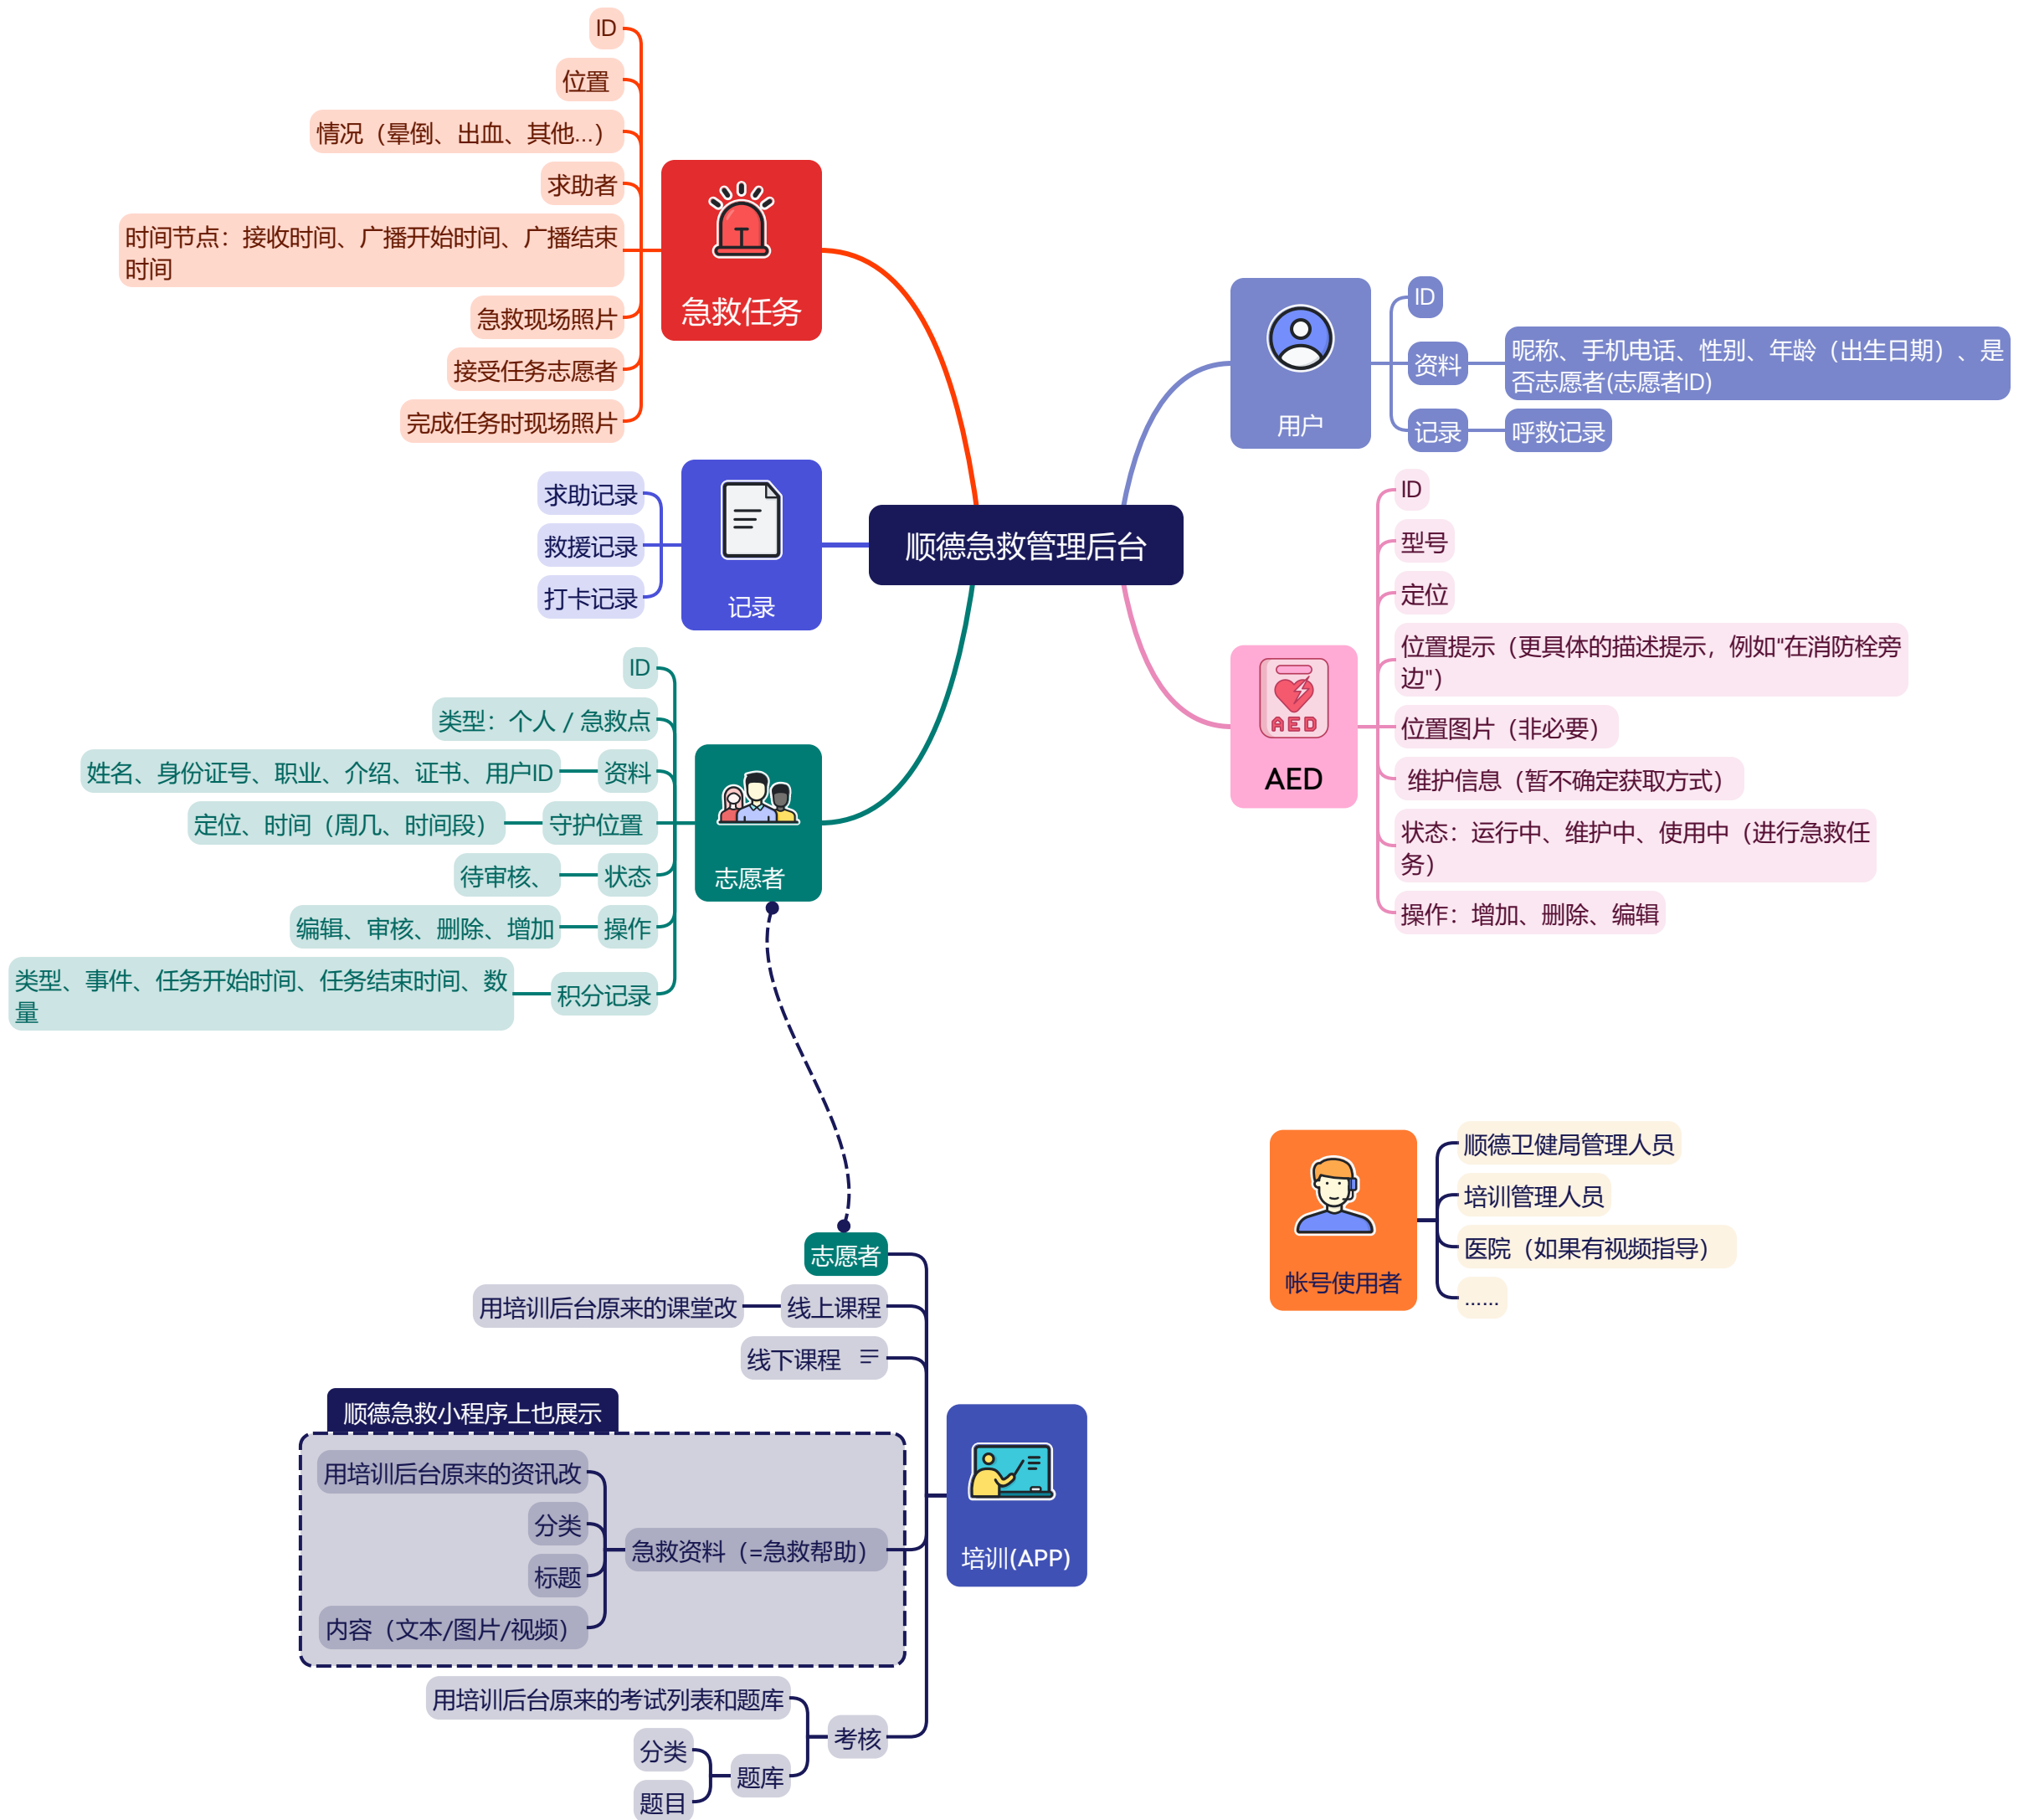 ID
位置
情况（晕倒、出血、其他...）
求助者
时间节点：接收时间、广播开始时间、广播结束
时间
急救现场照片
接受任务志愿者
完成任务时现场照片
急救任务
求助记录
救援记录
打卡记录
记录
顺德急救管理后台
用户
ID
资料
昵称、手机电话、性别、年龄（出生日期）、是
否志愿者(志愿者ID)
记录
呼救记录
AED
AED
ID
型号
定位
位置提示（更具体的描述提示，例如"在消防栓旁
边"）
位置图片（非必要）
维护信息（暂不确定获取方式）
状态：运行中、维护中、使用中（进行急救任
务）
操作：增加、删除、编辑
ID
类型：个人 / 急救点
姓名、身份证号、职业、介绍、证书、用户ID
资料
定位、时间（周几、时间段）
守护位置
待审核、
状态
编辑、审核、删除、增加
操作
类型、事件、任务开始时间、任务结束时间、数
量
积分记录
志愿者
帐号使用者
顺德卫健局管理人员
培训管理人员
医院（如果有视频指导）
......
志愿者
用培训后台原来的课堂改
线上课程
线下课程
顺德急救小程序上也展示
用培训后台原来的资讯改
分类
标题
内容（文本/图片/视频）
急救资料（=急救帮助）
用培训后台原来的考试列表和题库
分类
题目
题库
考核
培训(APP)